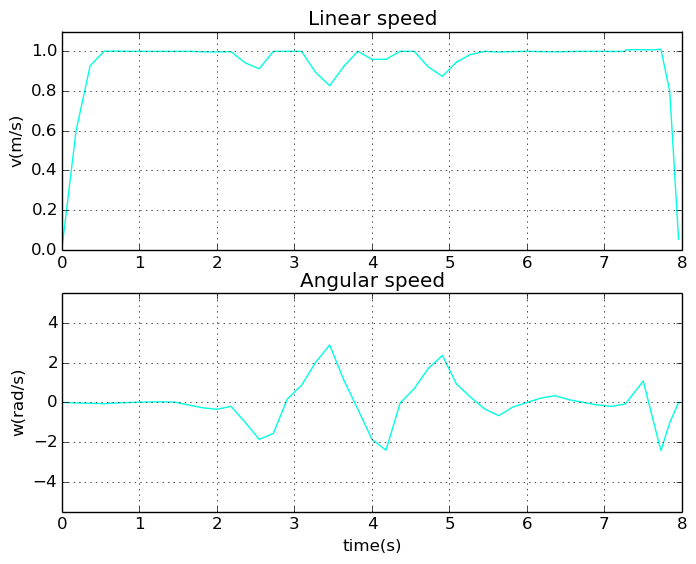 Linear speed
1.0
0.8
0.6
0.4
0.2
0.0
v(m/s)
0 1 2 3 4 5 6 7 8
Angular speed
4
2
0
−2
−4
w(rad/s)
0 1 2 3 4 5 6 7 8
time(s)